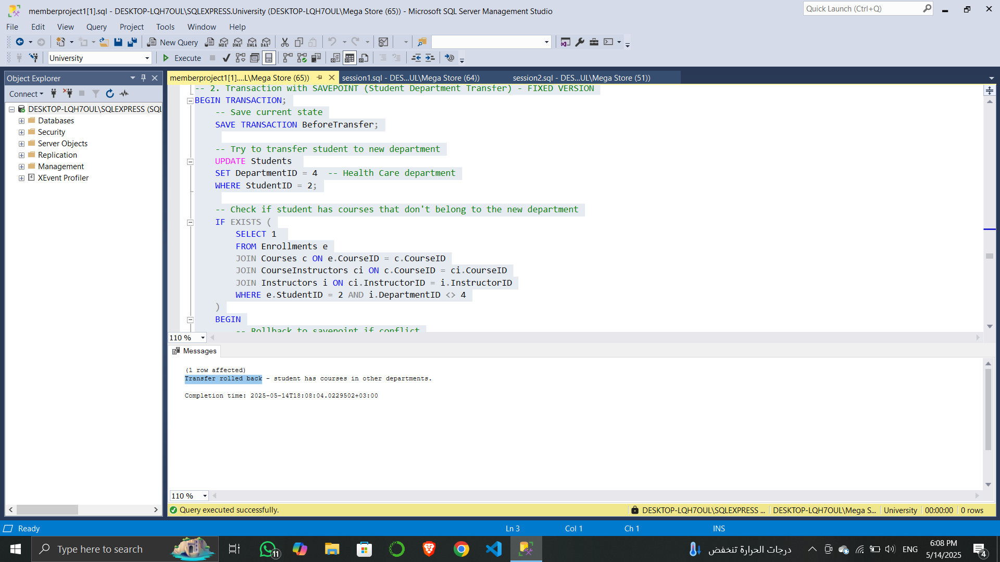 memberproject1[1].sql - DESKTOP-LQH7OUL\SQLEXPRESS.University (DESKTOP-LQH7OUL\Mega Store (65)) - Microsoft SQL Server Management Studio
Quick Launch (Ctrl+Q)
File Edit View Query Project Tools Window Help
New Query
MDX DMX XMLA DAX
University
Execute
Object Explorer
memberproject1[1]....L\Mega Store (65))
session1.sql - DES...UL\Mega Store (64))
session2.sql - DES...UL\Mega Store (51))
Connect
DESKTOP-LQH7OUL\SQLEXPRESS (SQL
Databases
Security
Server Objects
Replication
Management
XEvent Profiler
-- 2. Transaction with SAVEPOINT (Student Department Transfer) - FIXED VERSION
BEGIN TRANSACTION;
-- Save current state
SAVE TRANSACTION BeforeTransfer;
-- Try to transfer student to new department
UPDATE Students
SET DepartmentID = 4  -- Health Care department
WHERE StudentID = 2;
-- Check if student has courses that don't belong to the new department
IF EXISTS (
SELECT 1
FROM Enrollments e
JOIN Courses c ON e.CourseID = c.CourseID
JOIN CourseInstructors ci ON c.CourseID = ci.CourseID
JOIN Instructors i ON ci.InstructorID = i.InstructorID
WHERE e.StudentID = 2 AND i.DepartmentID <> 4
)
BEGIN
-- Rollback to savepoint if conflict
110 %
Messages
(1 row affected)
Transfer rolled back - student has courses in other departments.
Completion time: 2025-05-14T18:08:04.0229502+03:00
110 %
Query executed successfully.
DESKTOP-LQH7OUL\SQLEXPRESS ...
DESKTOP-LQH7OUL\Mega S...
University
00:00:00
0 rows
Ready
Ln 3
Col 1
Ch 1
INS
Type here to search
11
درجات الحرارة تنخفض
ENG
6:08 PM
5/14/2025
4